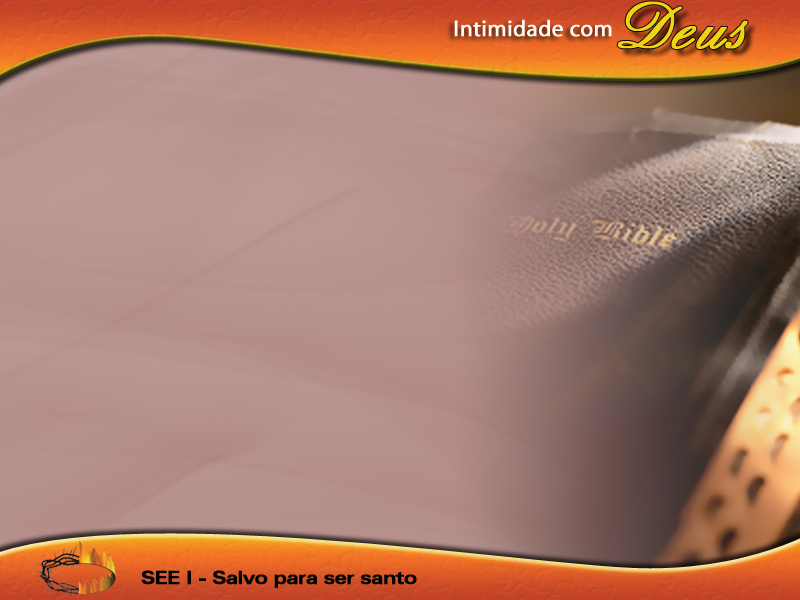 Intimidade com Deus
Holy Bible
SEE I - Salvo para ser santo